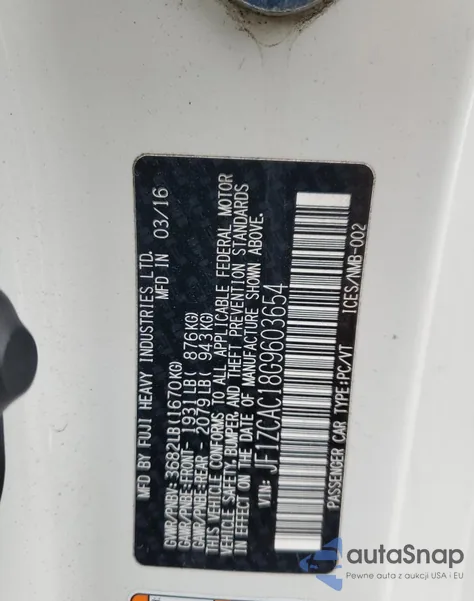 MFD BY FUJI HEAVY INDUSTRIES LTD. MFD IN 03/16
GVWR/PNBV- 3682LB(1670KG)
GAWR/PNBE-FRONT- 1931LB( 876KG)
GAWR/PNBE-REAR - 2079LB( 943KG)
THIS VEHICLE CONFORMS TO ALL APPLICABLE FEDERAL MOTOR
VEHICLE SAFETY, BUMPER, AND THEFT PREVENTION STANDARDS
IN EFFECT ON THE DATE OF MANUFACTURE SHOWN ABOVE.
VIN: JF1ZCAC18G9603654
PASSENGER CAR TYPE:PC/VT ICES/NMB-002
autoSnap
Pewne auta z aukcji USA i EU